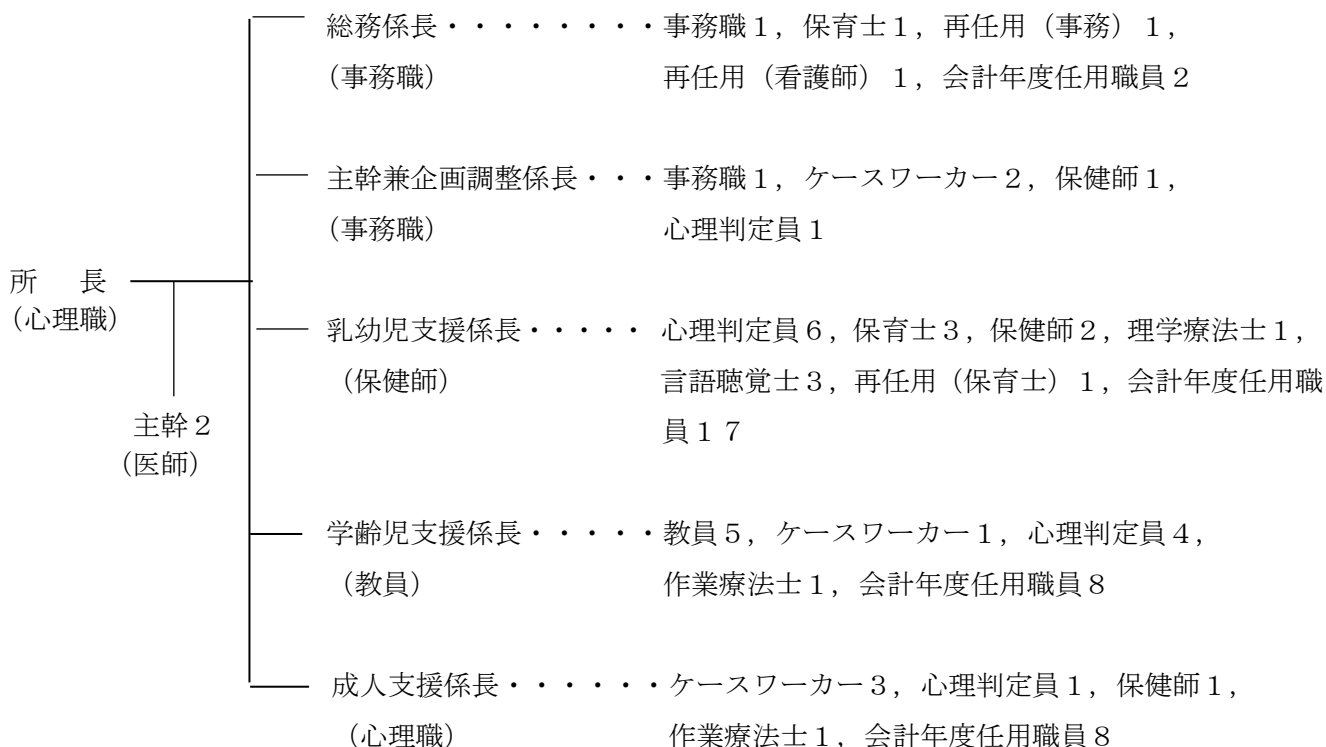 総務係長・・・・・・・・事務職1，保育士1，再任用（事務）1，
（事務職） 再任用（看護師）1，会計年度任用職員2
主幹兼企画調整係長・・・事務職1，ケースワーカー2，保健師1，
（事務職） 心理判定員1
所　長
（心理職）
乳幼児支援係長・・・・・ 心理判定員6，保育士3，保健師2，理学療法士1，
（保健師） 言語聴覚士3，再任用（保育士）1，会計年度任用職
員17
主幹2
（医師）
学齢児支援係長・・・・・教員5，ケースワーカー1，心理判定員4，
（教員） 作業療法士1，会計年度任用職員8
成人支援係長・・・・・・ケースワーカー3，心理判定員1，保健師1，
（心理職） 作業療法士1，会計年度任用職員8